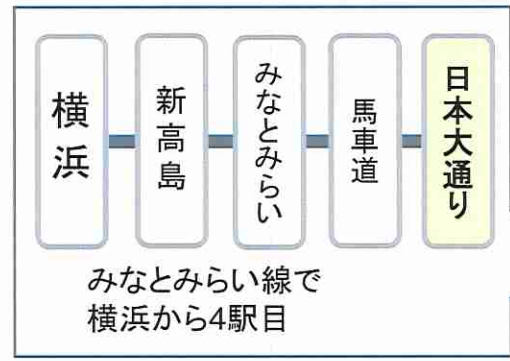 横浜
新高島
みなとみらい
馬車道
日本大通り
みなとみらい線で
横浜から4駅目